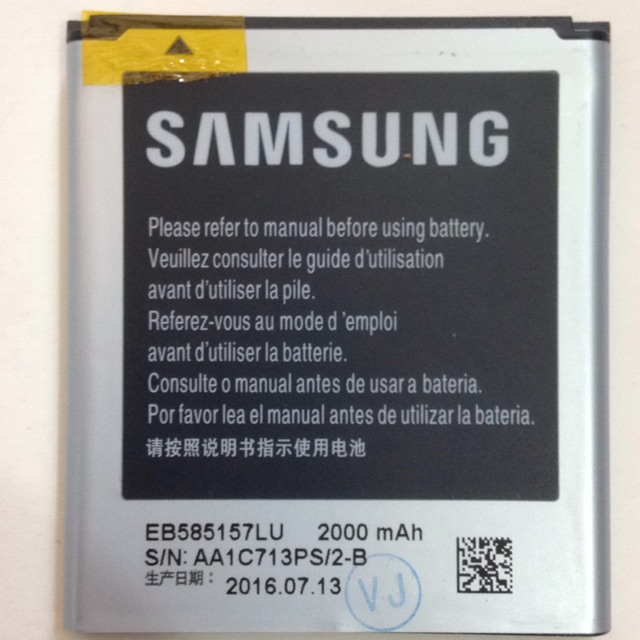 SAMSUNG
Please refer to manual before using battery.
Veuillez consulter le guide d'utilisation
avant d'utiliser la pile.
Referez-vous au mode d 'emploi
avant d'utiliser la batterie.
Consulte o manual antes de usar a bateria.
Por favor lea el manual antes de utilizar la bateria.
请按照说明书指示使用电池
EB585157LU 2000 mAh
S/N: AA1C713PS/2-B
生产日期: 2016.07.13
VJ